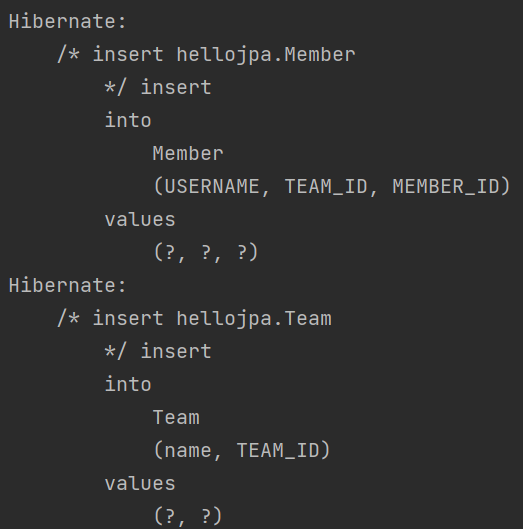 Hibernate:
    /* insert hellojpa.Member
        */ insert
        into
            Member
            (USERNAME, TEAM_ID, MEMBER_ID)
        values
            (?, ?, ?)
Hibernate:
    /* insert hellojpa.Team
        */ insert
        into
            Team
            (name, TEAM_ID)
        values
            (?, ?)